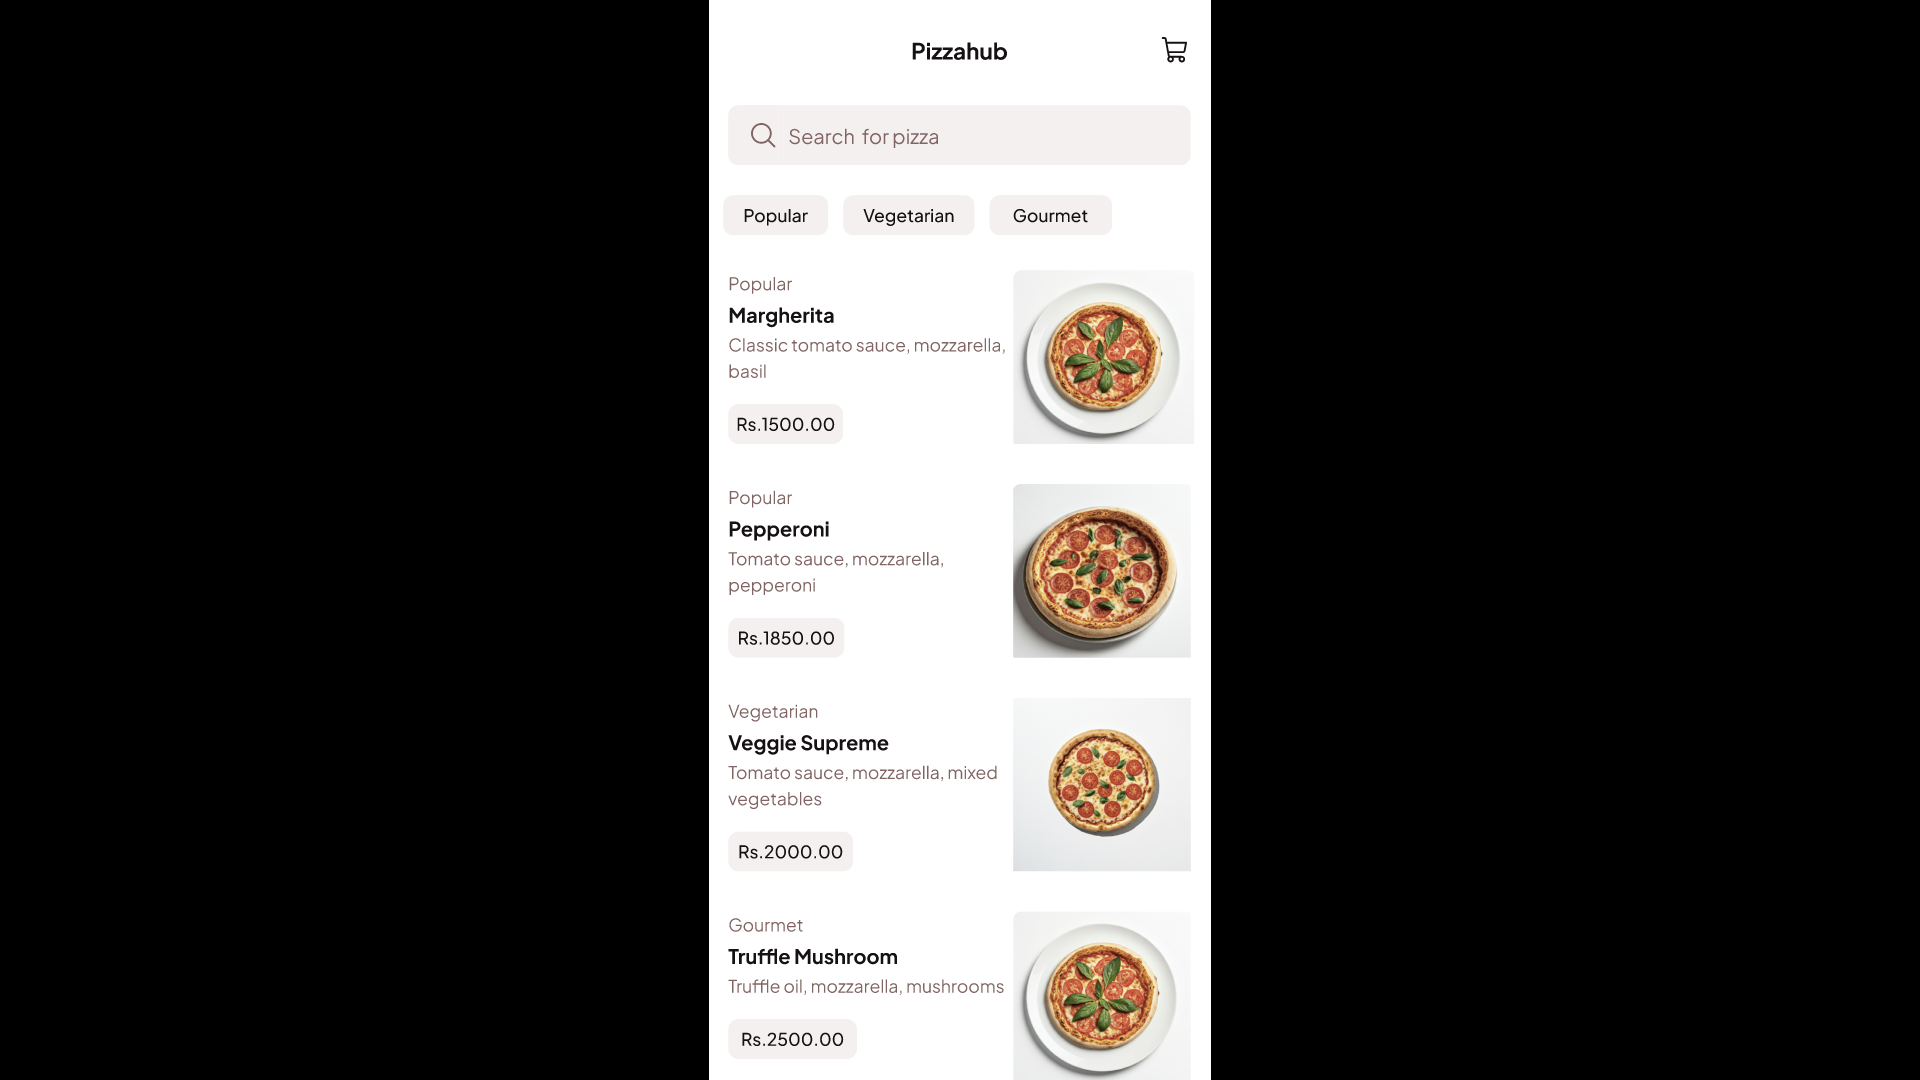 Pizzahub
Search for pizza
Popular
Vegetarian
Gourmet
Popular
Margherita
Classic tomato sauce, mozzarella,
basil
Rs.1500.00
Popular
Pepperoni
Tomato sauce, mozzarella,
pepperoni
Rs.1850.00
Vegetarian
Veggie Supreme
Tomato sauce, mozzarella, mixed
vegetables
Rs.2000.00
Gourmet
Truffle Mushroom
Truffle oil, mozzarella, mushrooms
Rs.2500.00